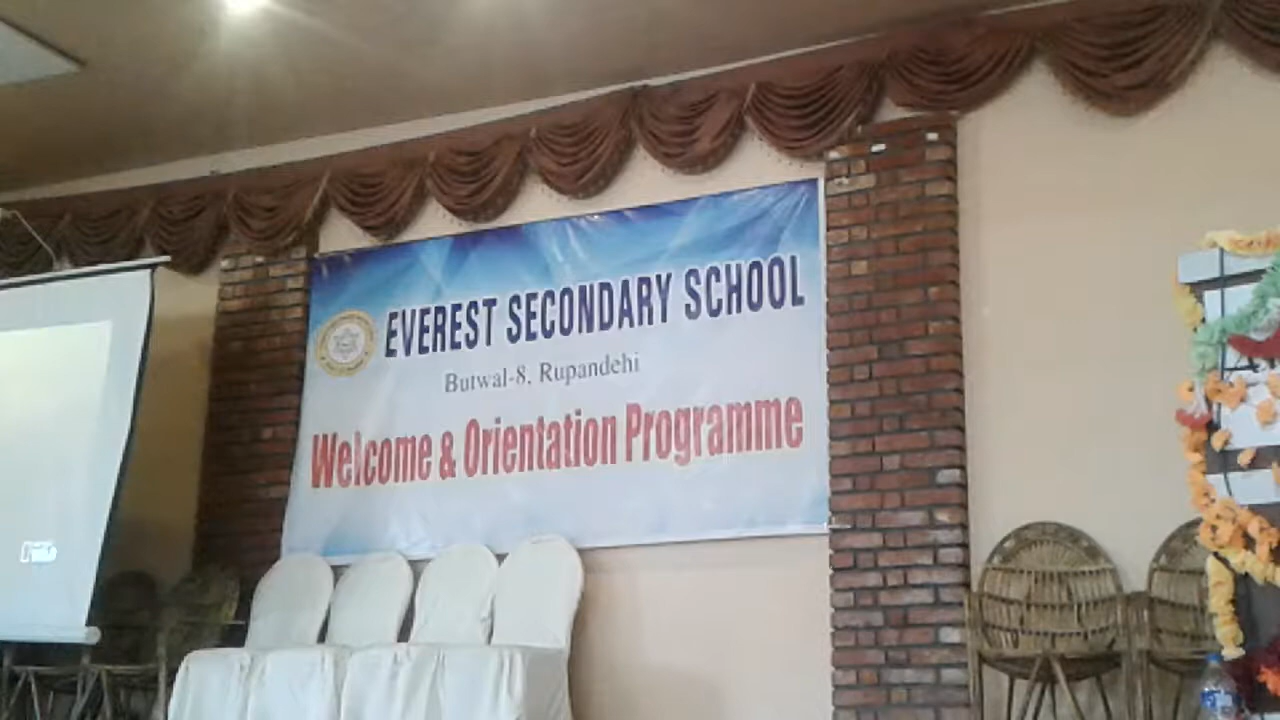 EVEREST SECONDARY SCHOOL
Butwal-8, Rupandehi
Welcome & Orientation Programme